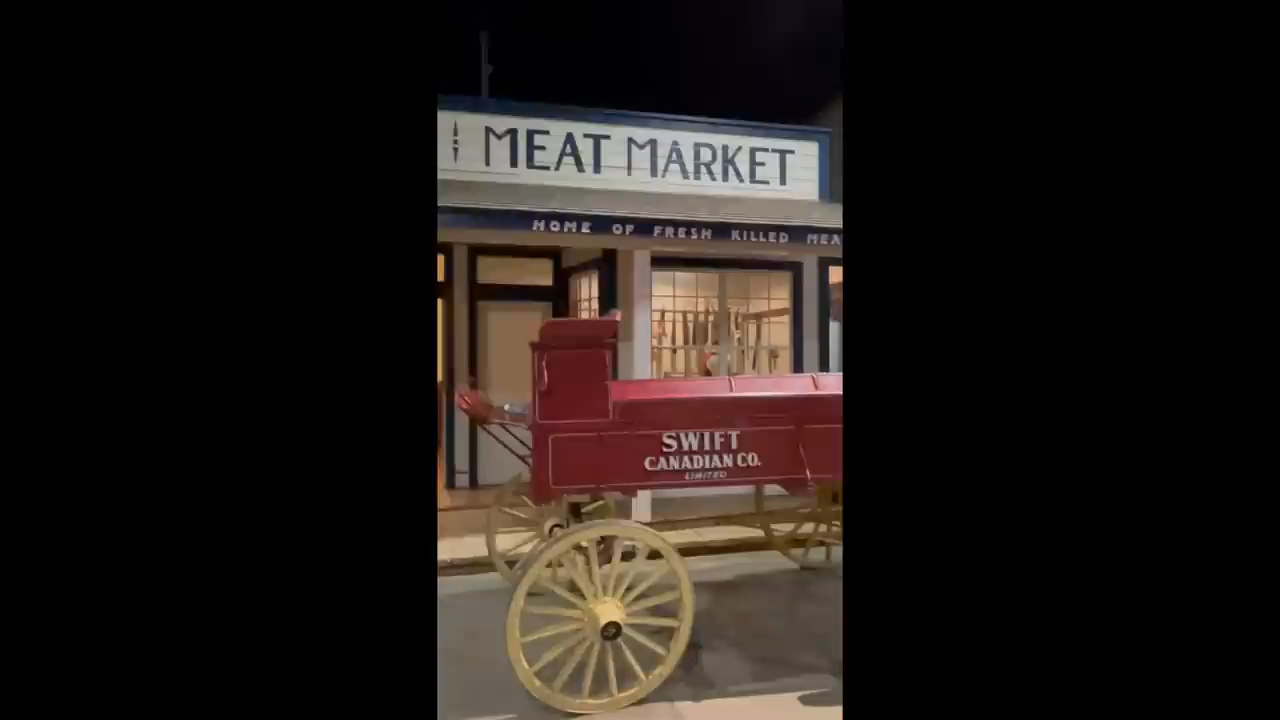 MEAT MARKET
HOME OF FRESH KILLED
SWIFT
CANADIAN CO.
LIMITED